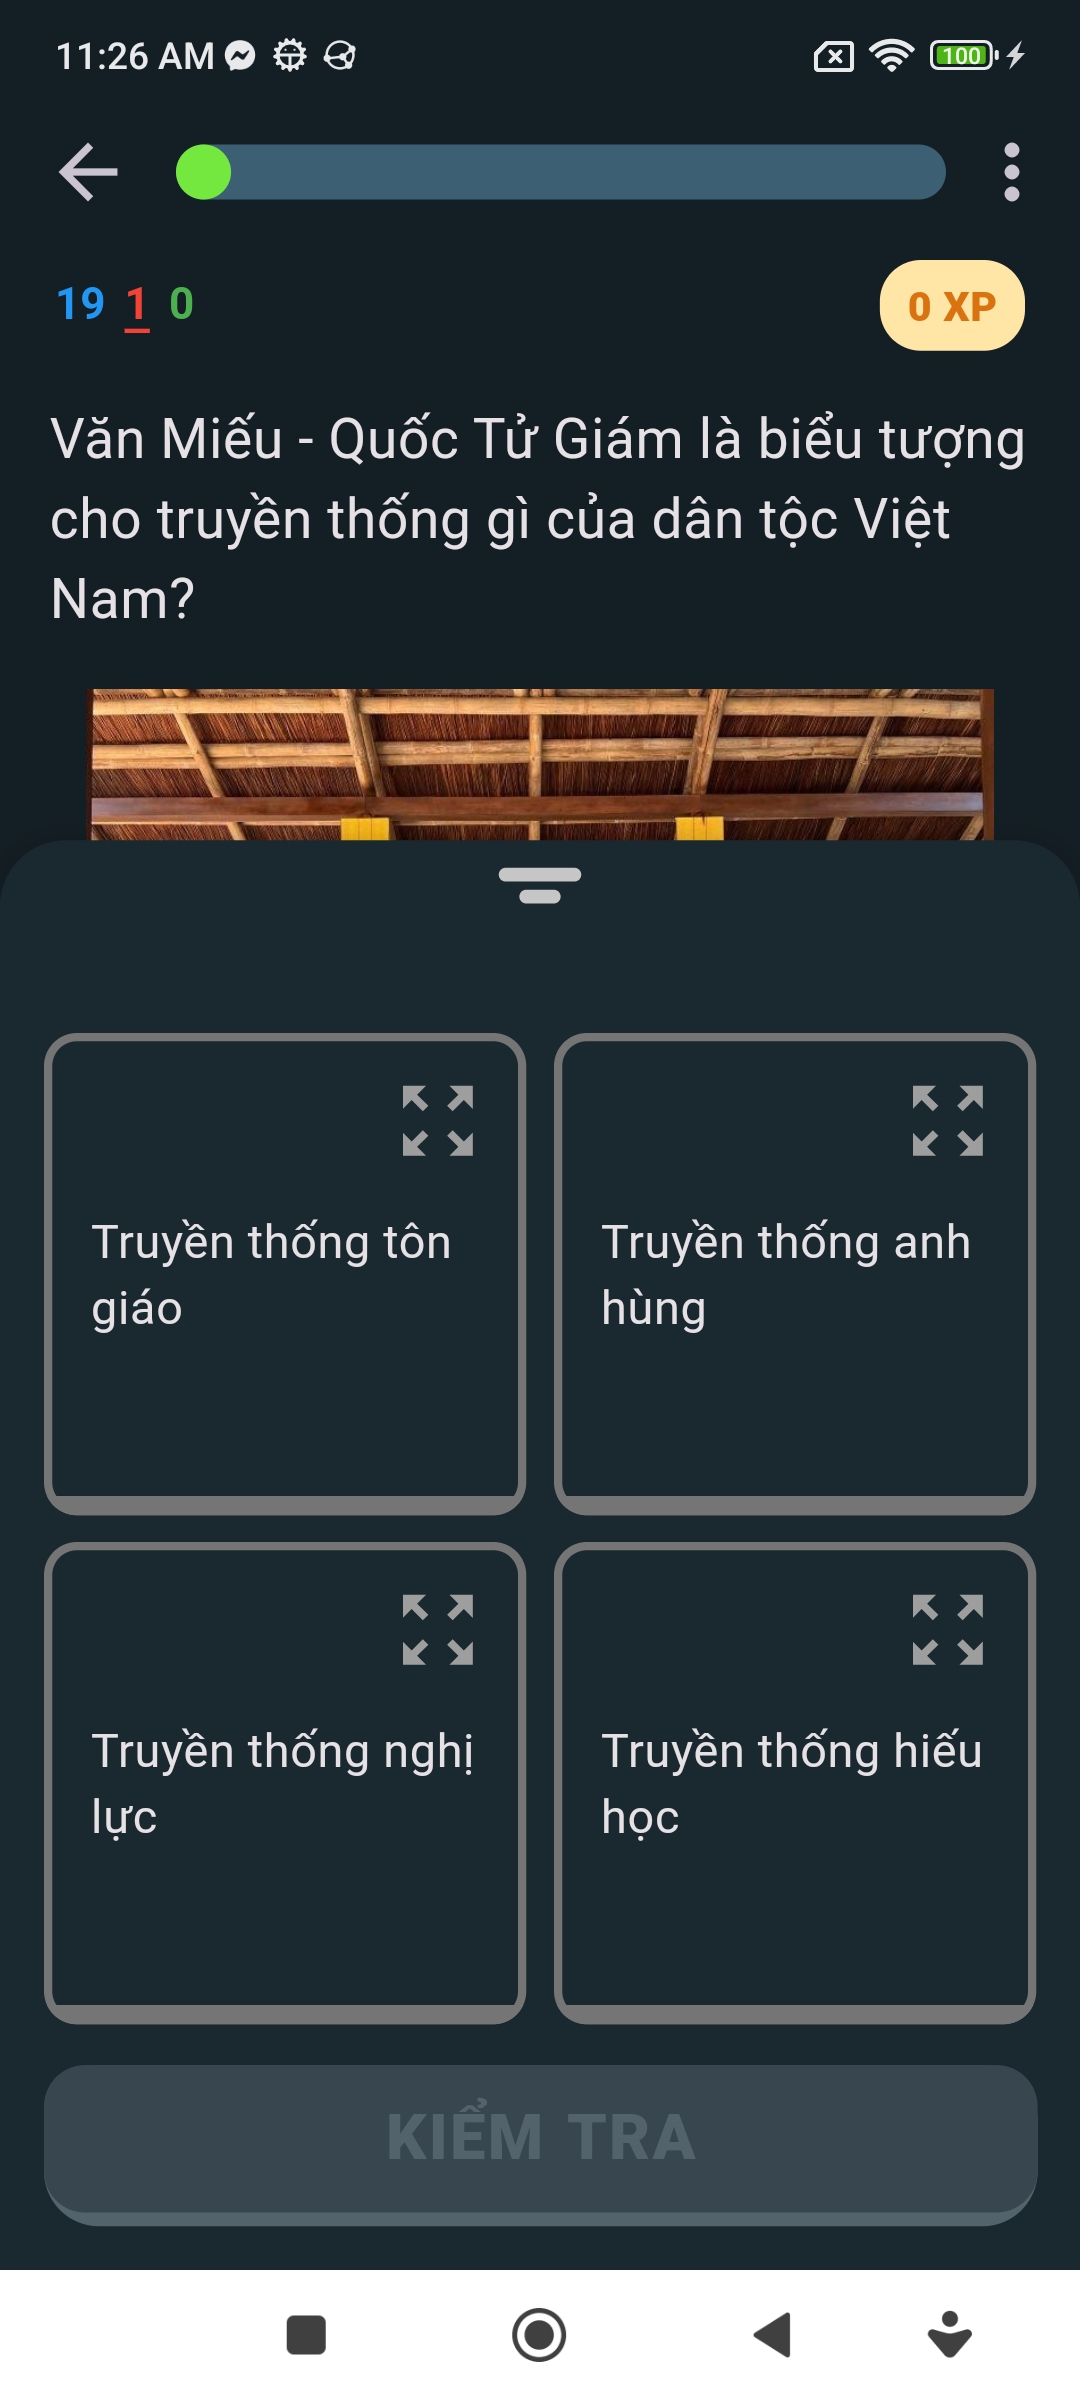 11:26 AM
100
19 1 0
0 XP
Văn Miếu - Quốc Tử Giám là biểu tượng
cho truyền thống gì của dân tộc Việt
Nam?
Truyền thống tôn
giáo
Truyền thống anh
hùng
Truyền thống nghị
lực
Truyền thống hiếu
học
KIỂM TRA